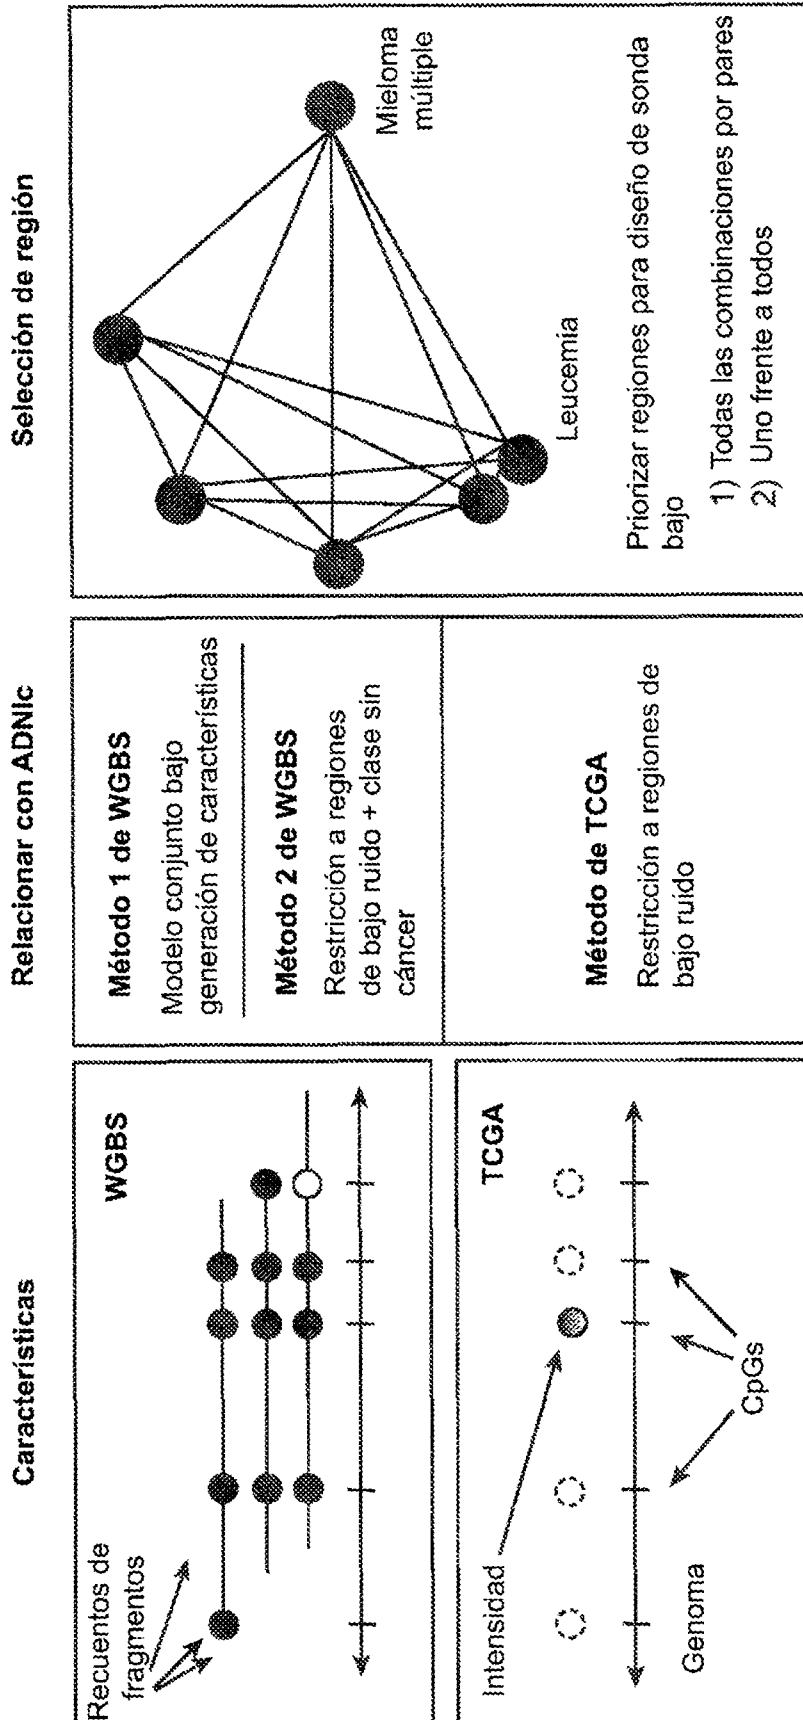 Características
Relacionar con ADNlc
Selección de región
Recuentos de
fragmentos
WGBS
Intensidad
TCGA
Genoma
CpGs
Método 1 de WGBS
Modelo conjunto bajo
generación de características
Método 2 de WGBS
Restricción a regiones
de bajo ruido + clase sin
cáncer
Método de TCGA
Restricción a regiones de
bajo ruido
Mieloma
múltiple
Leucemía
Priorizar regiones para diseño de sonda
bajo
1) Todas las combinaciones por pares
2) Uno frente a todos